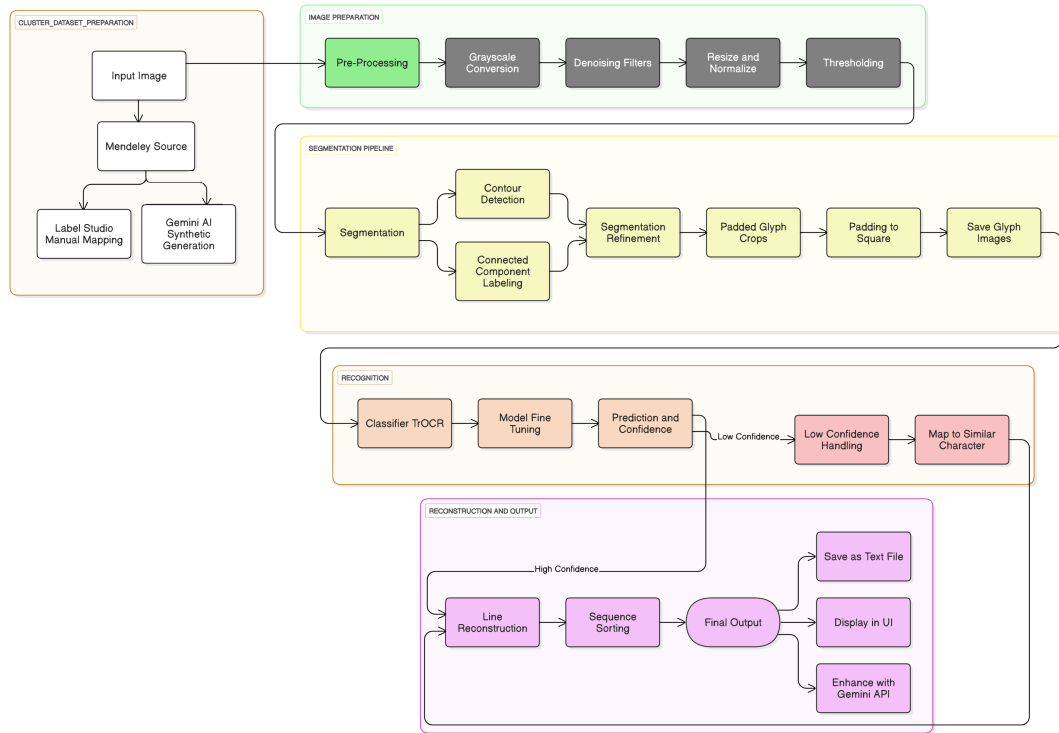 CLUSTER_DATASET_PREPARATION
Input Image
Mendeley Source
Label Studio
Manual Mapping
Gemini AI
Synthetic
Generation
IMAGE PREPARATION
Pre-Processing
Grayscale
Conversion
Denoising Filters
Resize and
Normalize
Thresholding
SEGMENTATION PIPELINE
Segmentation
Contour
Detection
Connected
Component
Labeling
Segmentation
Refinement
Padded Glyph
Crops
Padding to
Square
Save Glyph
Images
RECOGNITION
Classifier TrOCR
Model Fine
Tuning
Prediction and
Confidence
Low Confidence
Low Confidence
Handling
Map to Similar
Character
RECONSTRUCTION AND OUTPUT
High Confidence
Line
Reconstruction
Sequence
Sorting
Final Output
Save as Text File
Display in UI
Enhance with
Gemini API